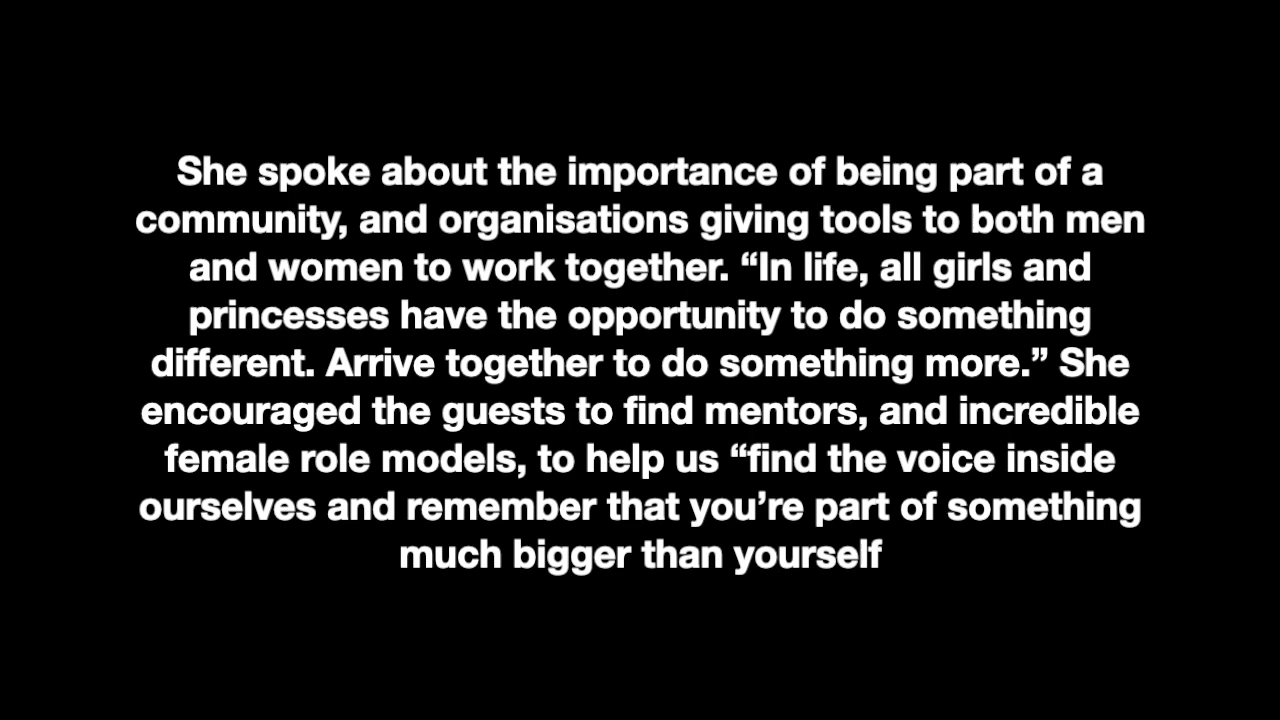 She spoke about the importance of being part of a
community, and organisations giving tools to both men
and women to work together. “In life, all girls and
princesses have the opportunity to do something
different. Arrive together to do something more.” She
encouraged the guests to find mentors, and incredible
female role models, to help us “find the voice inside
ourselves and remember that you’re part of something
much bigger than yourself